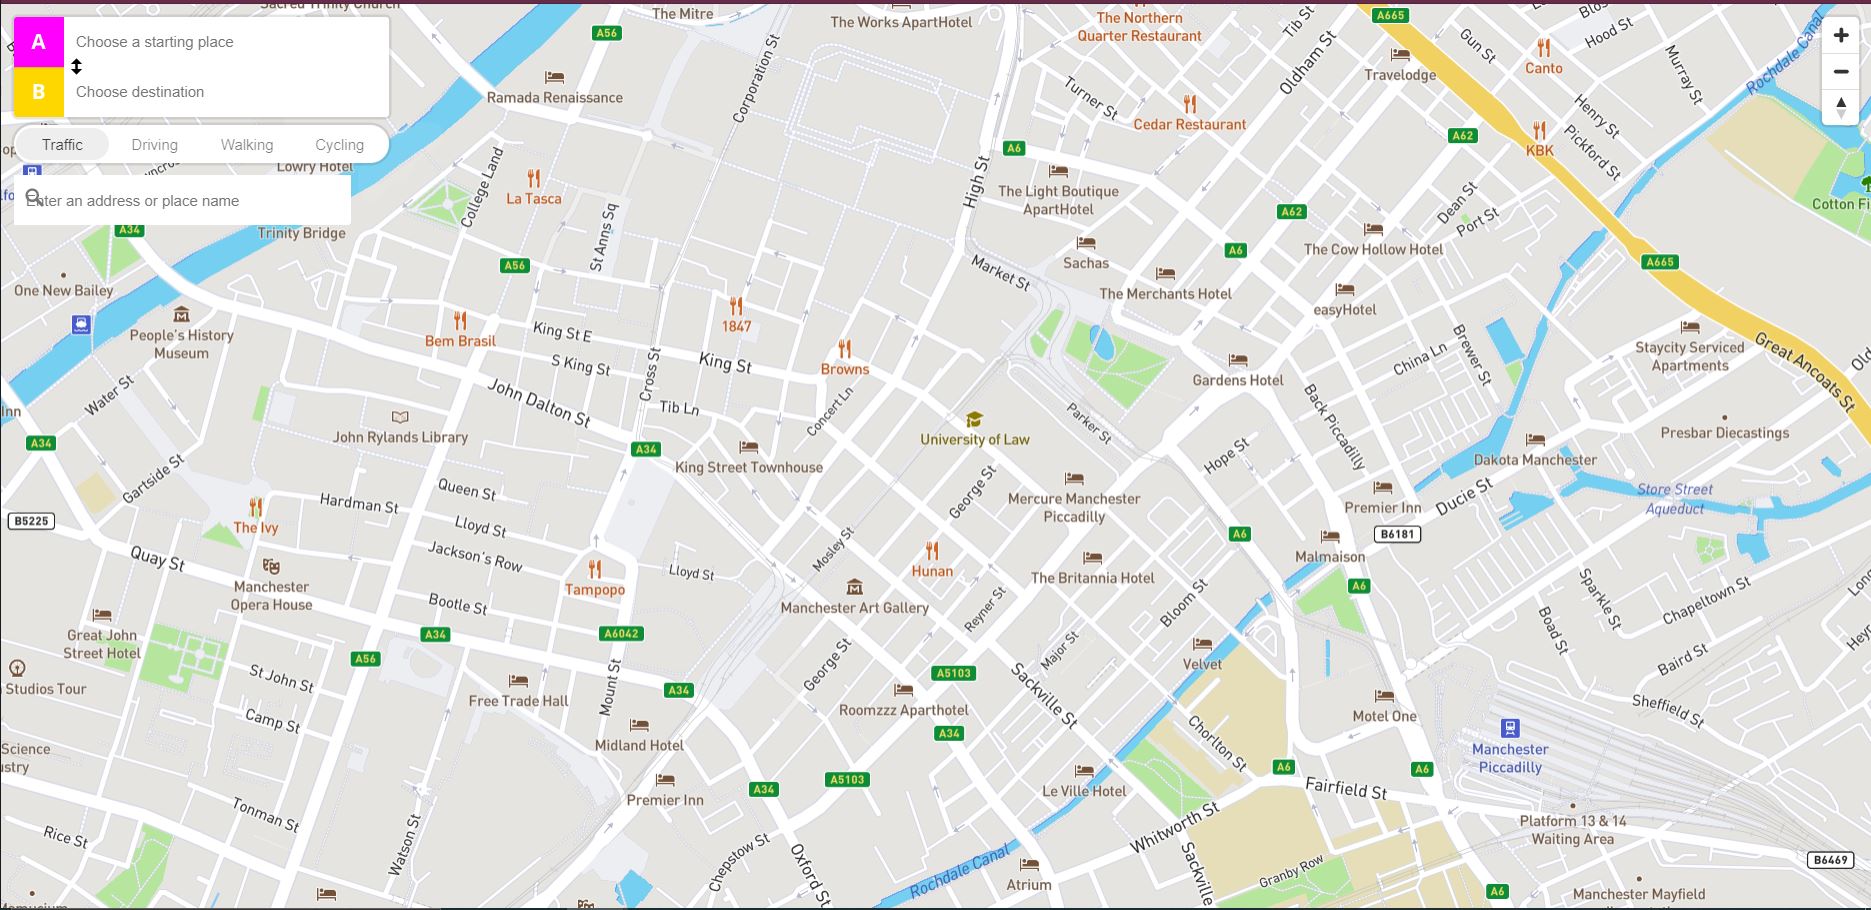 Sacred Trinity Church
The Mitre
The Works ApartHotel
The Northern
Quarter Restaurant
Tib St
A665
Gun St
Hood St
A
Choose a starting place
B
Choose destination
A56
Corporation St
Ramada Renaissance
Oldham St
Travelodge
Canto
Murray St
Rochdale Canal
Turner St
Cedar Restaurant
Henry St
Pickford St
A62
KBK
Traffic
Driving
Walking
Cycling
Lowry Hotel
A6
College Land
High St
La Tasca
The Light Boutique
ApartHotel
Enter an address or place name
Dean St
Port St
A62
Cotton Fi
A34
Trinity Bridge
St Anns Sq
Sachas
A6
The Cow Hollow Hotel
A56
Market St
A665
One New Bailey
The Merchants Hotel
easyHotel
People's History
Museum
Bem Brasil
King St E
1847
Brewer St
China Ln
Staycity Serviced
Apartments
Great Ancoats St
S King St
King St
Browns
Cross St
Gardens Hotel
Water St
John Dalton St
Tib Ln
Concert Ln
Back Piccadilly
Inn
A34
John Rylands Library
A34
University of Law
Parker St
Presbar Diecastings
Hope St
King Street Townhouse
Dakota Manchester
Gartside St
Queen St
George St
Mercure Manchester
Piccadilly
Premier Inn
Ducie St
Store Street
Aqueduct
Hardman St
The Ivy
B5225
Lloyd St
Mosley St
A6
B6181
Quay St
Jackson's Row
Lloyd St
Hunan
The Britannia Hotel
Malmaison
Manchester
Opera House
Tampopo
Manchester Art Gallery
Reyner St
Bloom St
A6
Sparkle St
Chapeltown St
Bootle St
Great John
Street Hotel
A34
A6042
Major St
Boad St
A56
George St
A5103
Velvet
Baird St
Studios Tour
St John St
Free Trade Hall
Mount St
A34
Sackville St
Roomzzz Aparthotel
Motel One
Sheffield St
Camp St
Midland Hotel
A34
Chorlton St
Manchester
Piccadilly
Science
stry
A5103
A6
A6
Premier Inn
A34
Le Ville Hotel
Fairfield St
Tonman St
Whitworth St
Platform 13 & 14
Waiting Area
Rice St
Watson St
Chepstow St
Oxford St
Rochdale Canal
Atrium
Sackville
Granby Row
B6469
A6
Manchester Mayfield